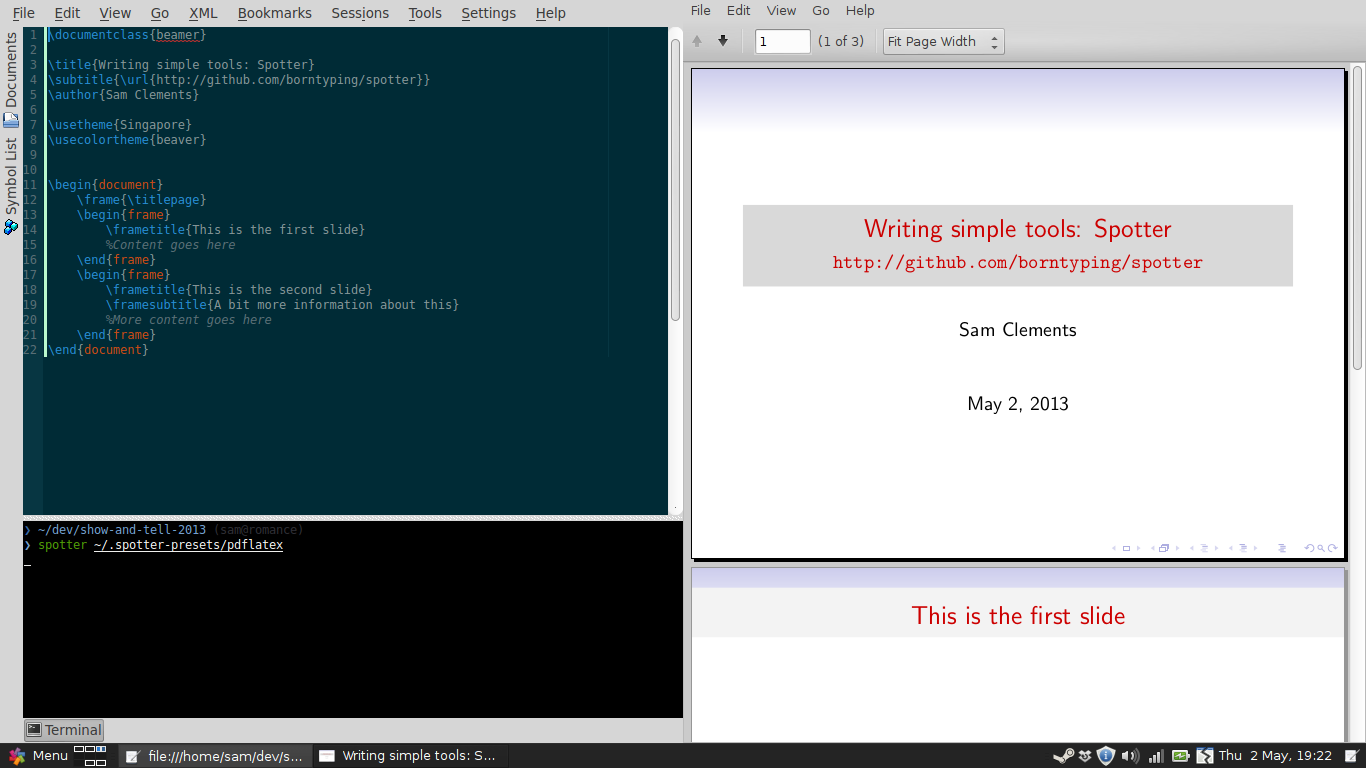 File Edit View Go XML Bookmarks Sessions Tools Settings Help
Documents
Symbol List
1 \documentclass{beamer}
2
3 \title{Writing simple tools: Spotter}
4 \subtitle{\url{http://github.com/borntyping/spotter}}
5 \author{Sam Clements}
6
7 \usetheme{Singapore}
8 \usecolortheme{beaver}
9
10
11 \begin{document}
12     \frame{\titlepage}
13     \begin{frame}
14         \frametitle{This is the first slide}
15         %Content goes here
16     \end{frame}
17     \begin{frame}
18         \frametitle{This is the second slide}
19         \framesubtitle{A bit more information about this}
20         %More content goes here
21     \end{frame}
22 \end{document}
❯ ~/dev/show-and-tell-2013 (sam@romance)
❯ spotter ~/.spotter-presets/pdflatex
Terminal
File Edit View Go Help
1 (1 of 3) Fit Page Width
Writing simple tools: Spotter
http://github.com/borntyping/spotter
Sam Clements
May 2, 2013
This is the first slide
Menu file:///home/sam/dev/s... Writing simple tools: S... Thu 2 May, 19:22